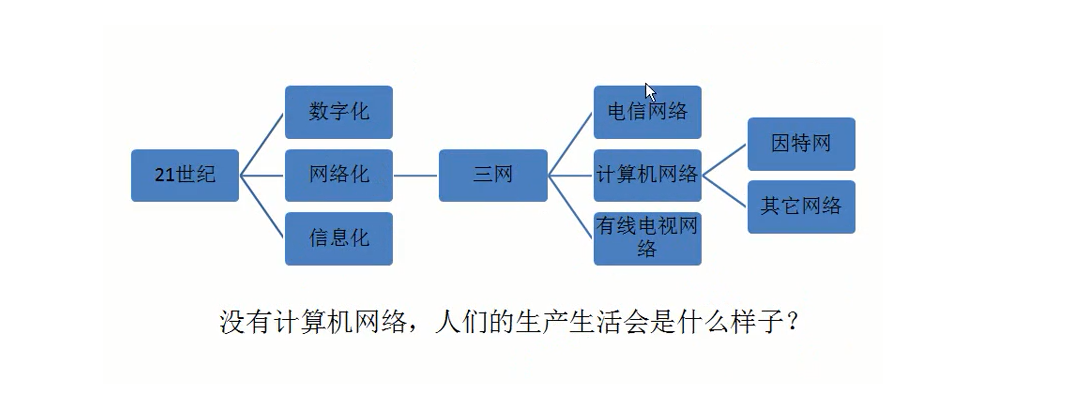 21世纪
数字化
网络化
信息化
三网
电信网络
计算机网络
有线电视网
络
因特网
其它网络
没有计算机网络，人们的生产生活会是什么样子？